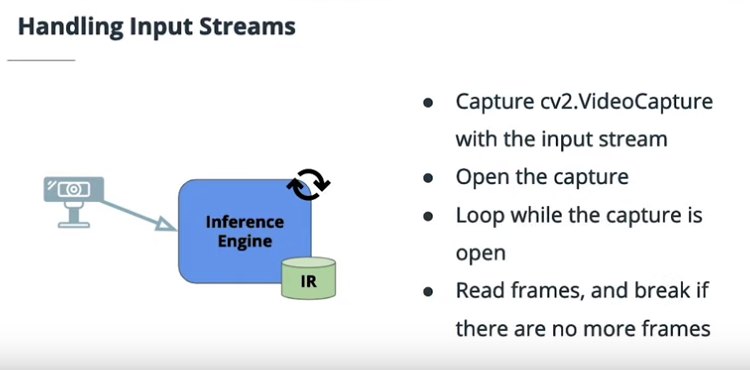 Handling Input Streams
Inference
Engine
IR
• Capture cv2.VideoCapture
with the input stream
• Open the capture
• Loop while the capture is
open
• Read frames, and break if
there are no more frames